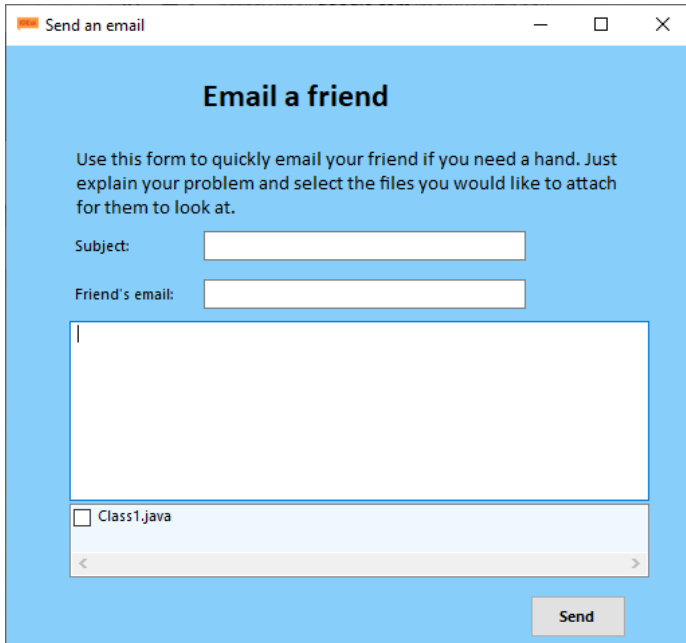 Send an email
Email a friend
Use this form to quickly email your friend if you need a hand. Just
explain your problem and select the files you would like to attach
for them to look at.
Subject:
Friend's email:
Class1.java
Send